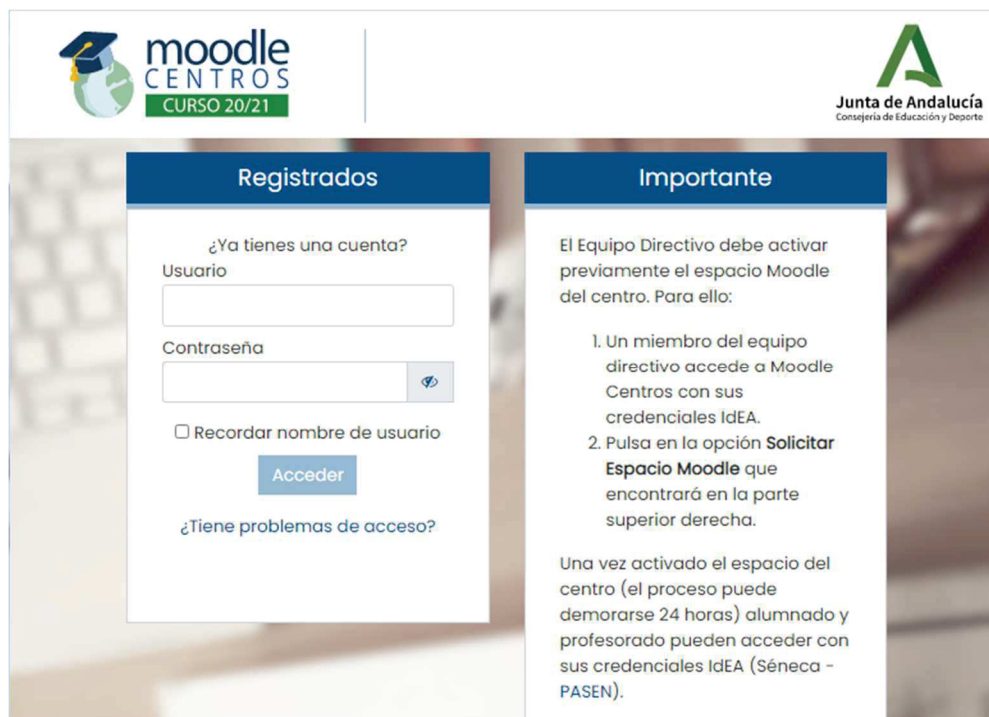 moodle
CENTROS
CURSO 20/21
Junta de Andalucía
Consejería de Educación y Deporte
Registrados
¿Ya tienes una cuenta?
Usuario
Contraseña
Recordar nombre de usuario
Acceder
¿Tiene problemas de acceso?
Importante
El Equipo Directivo debe activar
previamente el espacio Moodle
del centro. Para ello:
1. Un miembro del equipo
directivo accede a Moodle
Centros con sus
credenciales IdEA.
2. Pulsa en la opción Solicitar
Espacio Moodle que
encontrará en la parte
superior derecha.
Una vez activado el espacio del
centro (el proceso puede
demorarse 24 horas) alumnado y
profesorado pueden acceder con
sus credenciales IdEA (Séneca -
PASEN).